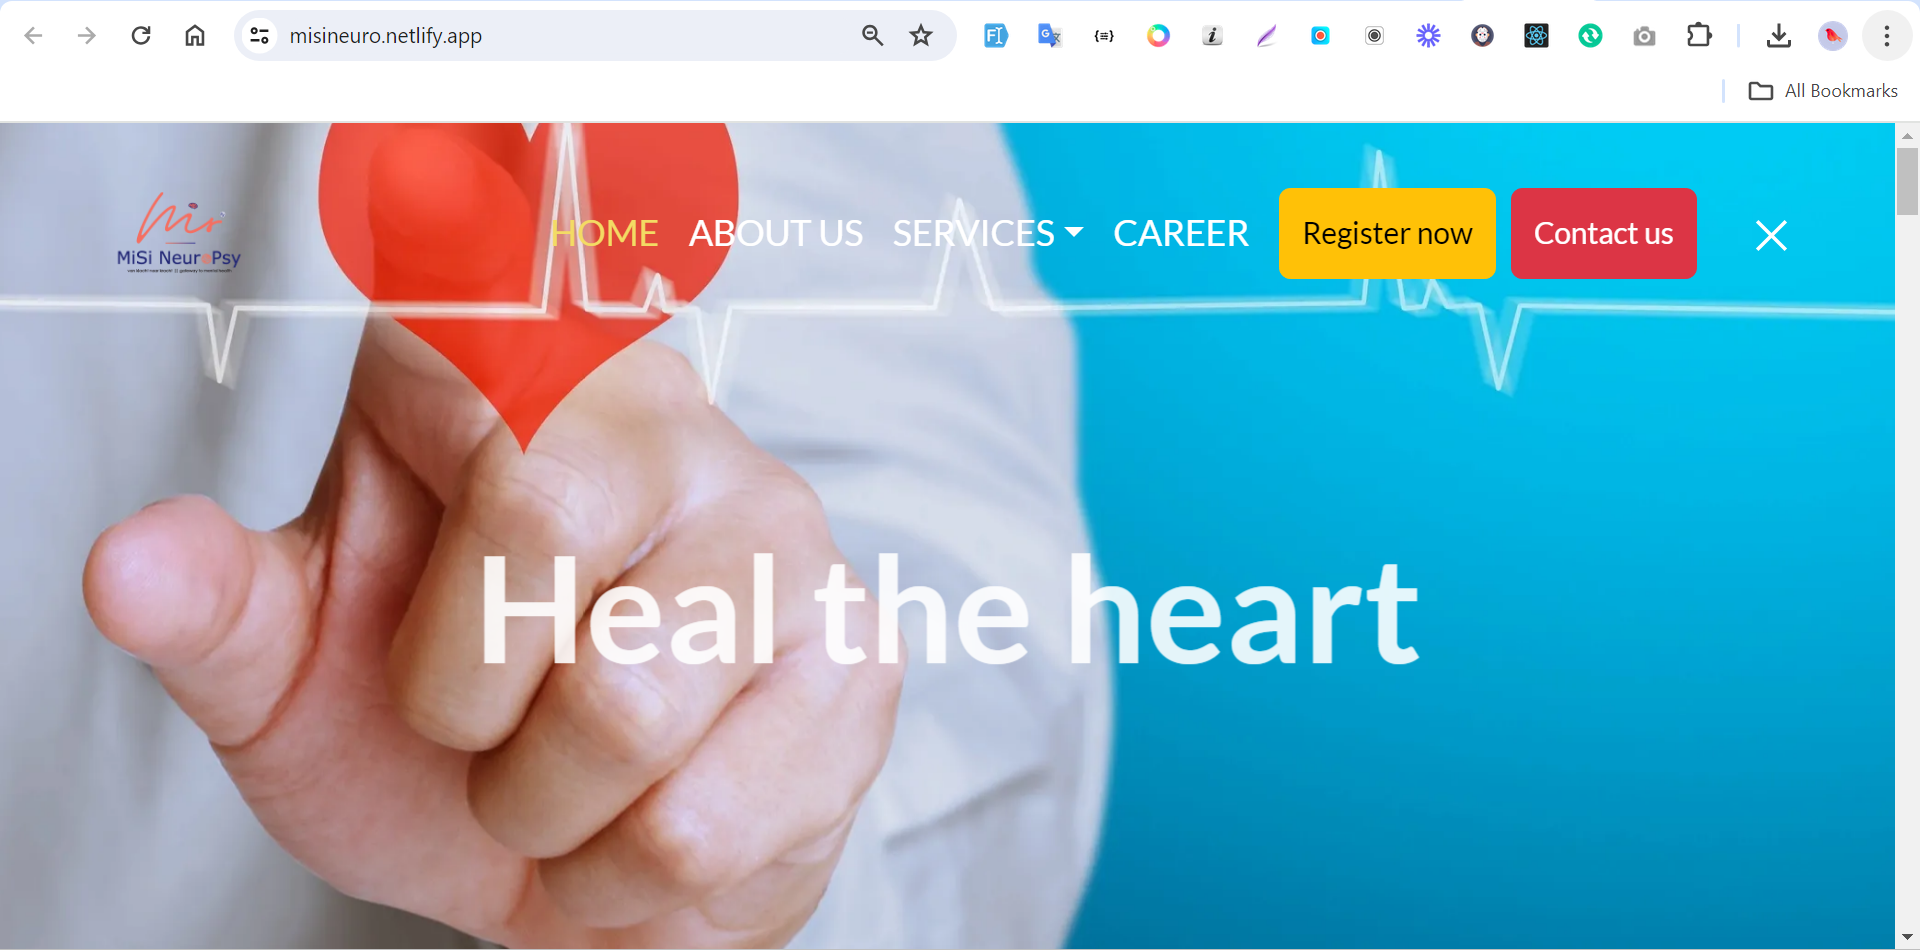 misineuro.netlify.app
All Bookmarks
MiSi NeuroPsy
HOME ABOUT US SERVICES CAREER Register now Contact us
Heal the heart